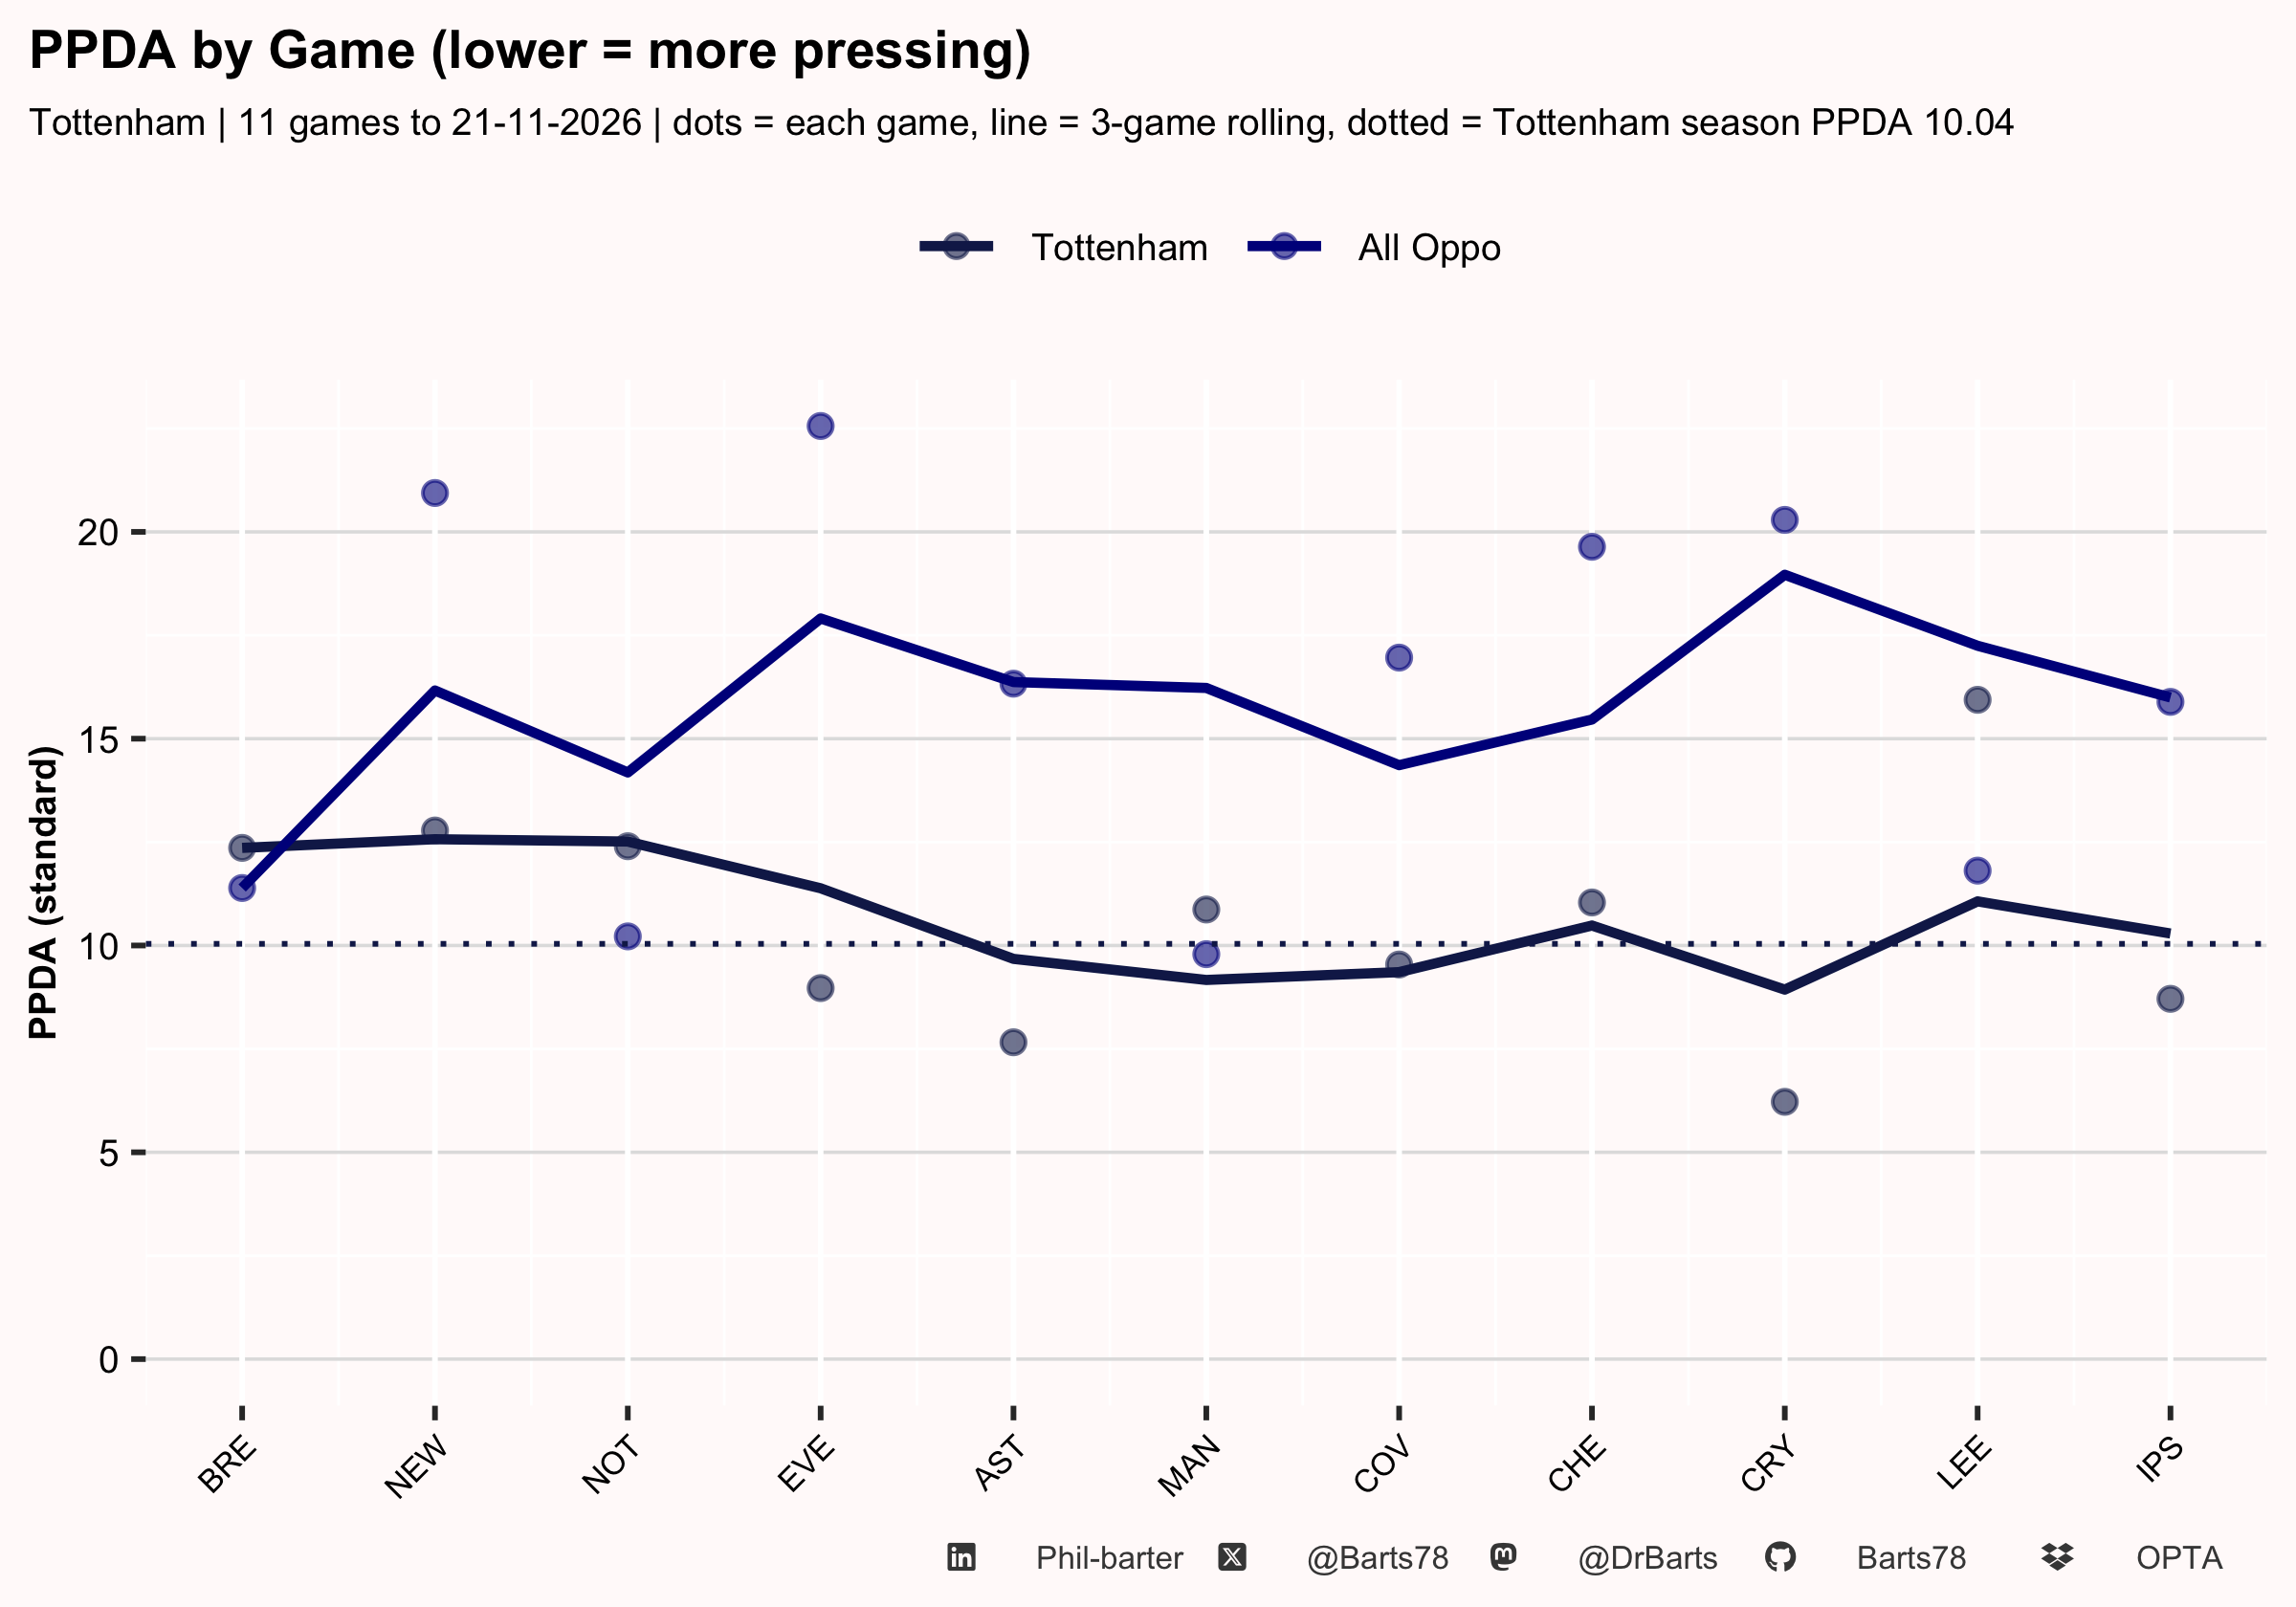 PPDA by Game (lower = more pressing)
Tottenham | 11 games to 21-11-2026 | dots = each game, line = 3-game rolling, dotted = Tottenham season PPDA 10.04
Tottenham
All Oppo
PPDA (standard)
20
15
10
5
0
BRE
NEW
NOT
EVE
AST
MAN
COV
CHE
CRY
LEE
IPS
Phil-barter @Barts78 @DrBarts Barts78 OPTA